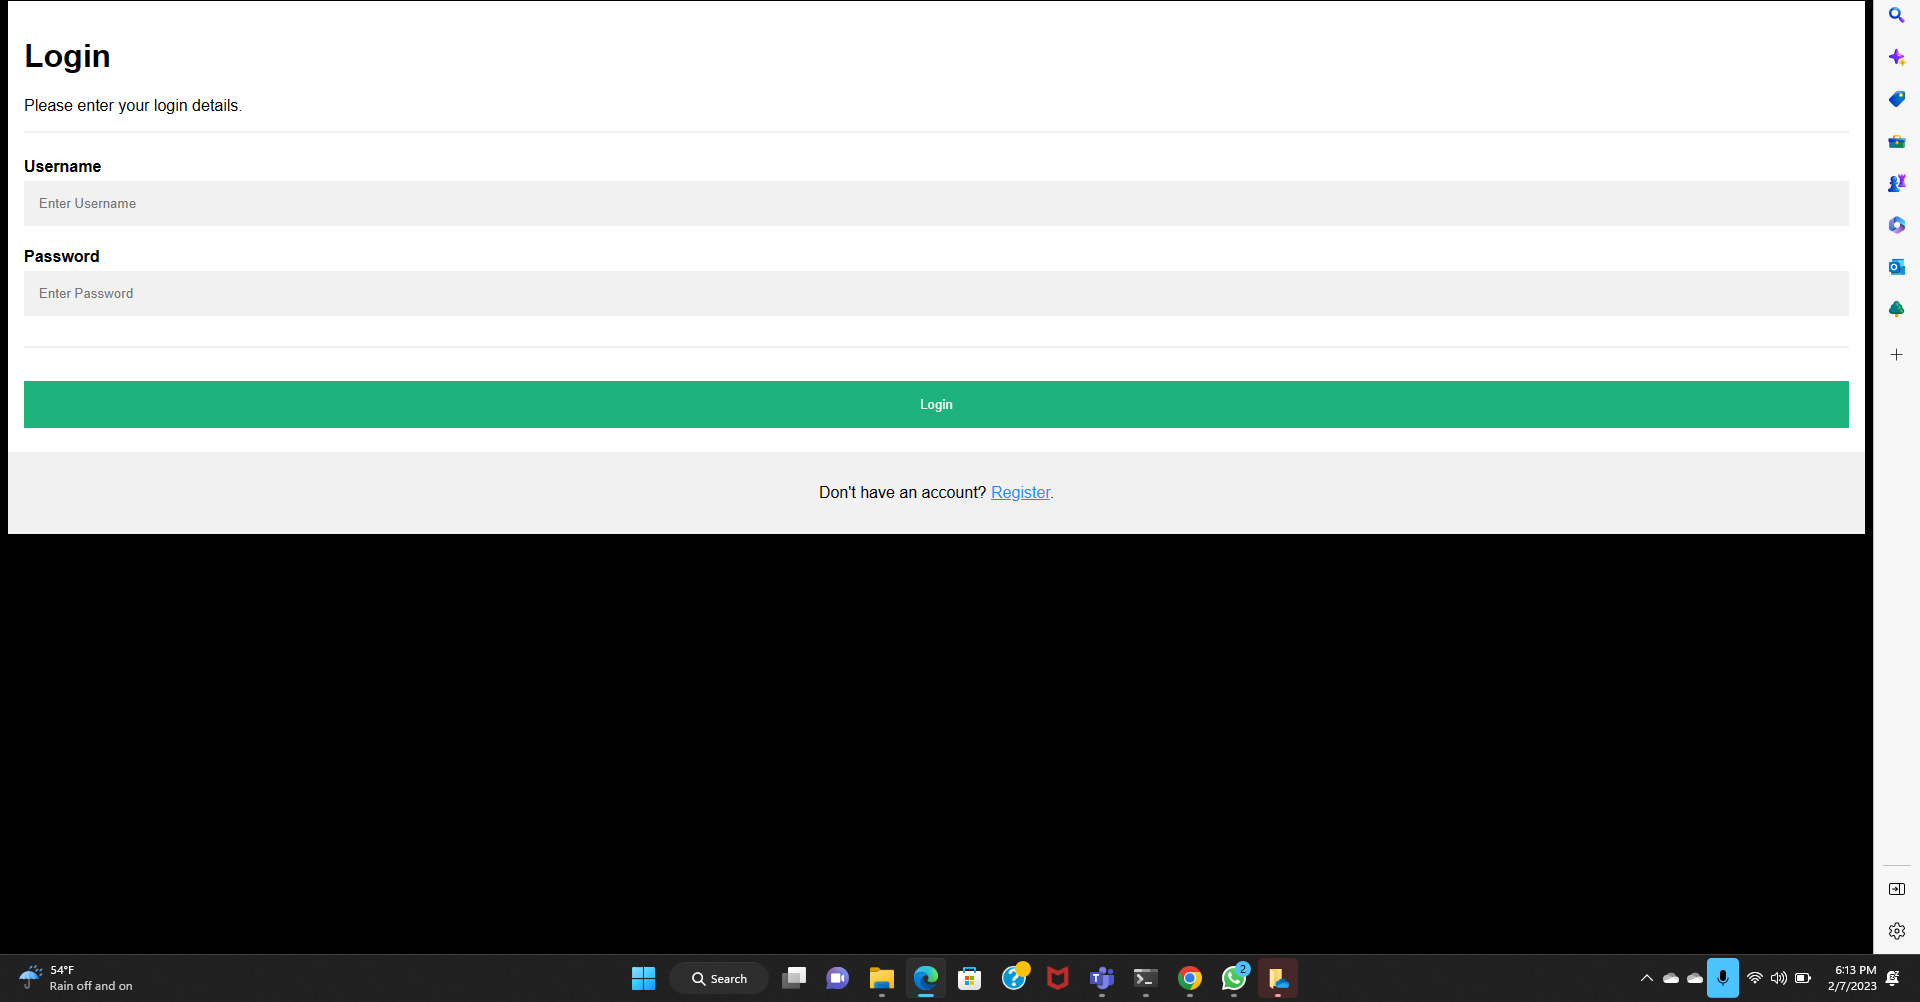 Login
Please enter your login details.
Username
Enter Username
Password
Enter Password
Login
Don't have an account? Register.
54°F
Rain off and on
Search
2
6:13 PM
2/7/2023